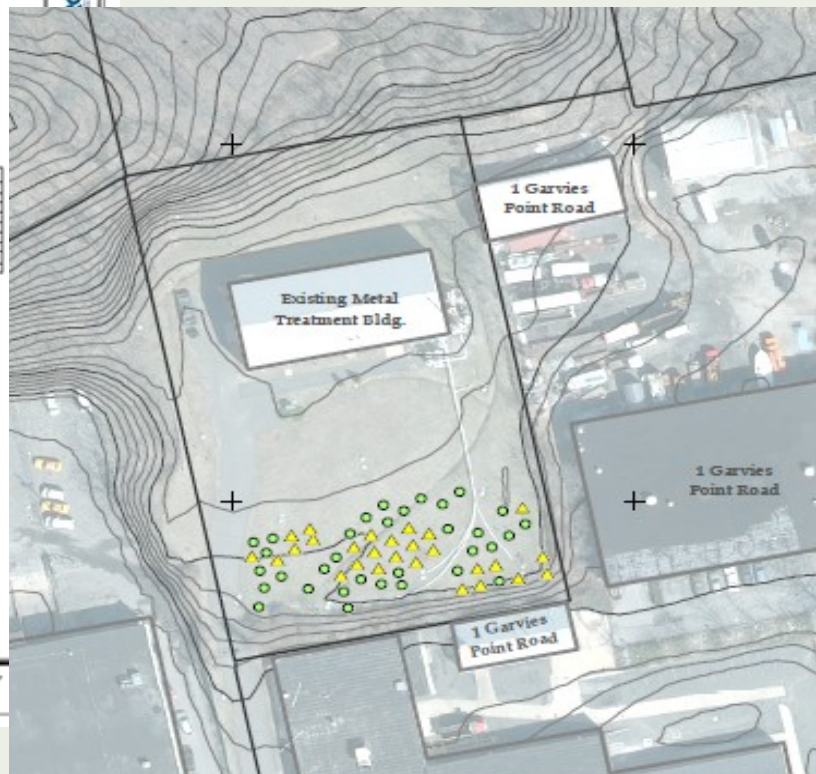 1 Garvies
Point Road
Existing Metal
Treatment Bldg.
1 Garvies
Point Road
1 Garvies
Point Road